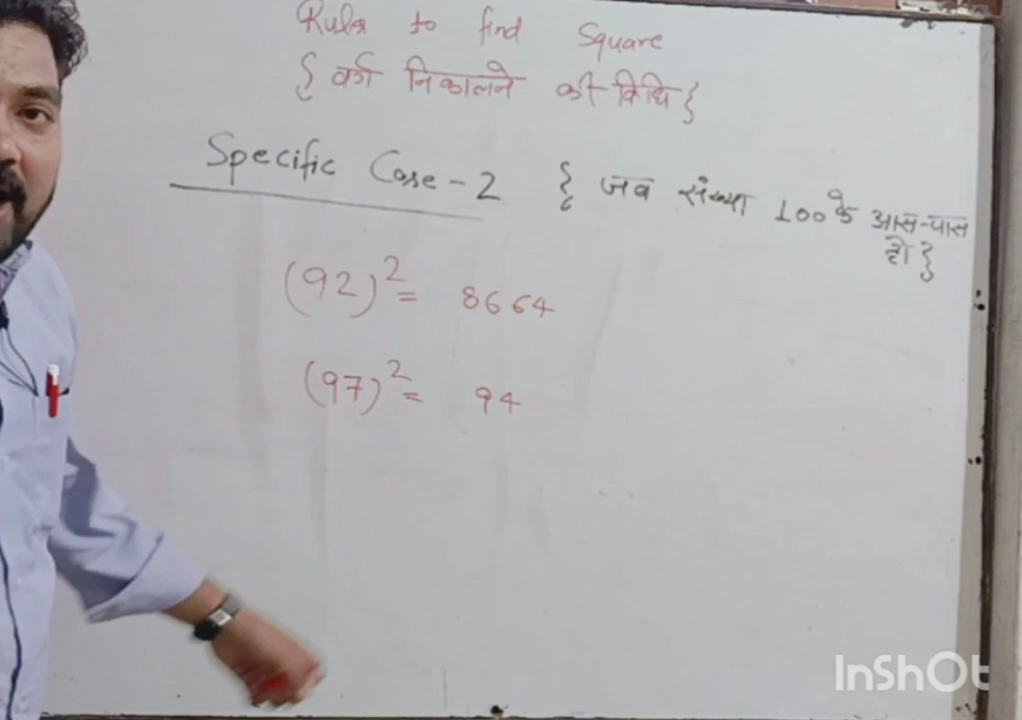 Rules to find Square
{ वर्ग निकालने की विधि }
Specific Case - 2 { जब संख्या 100 के आस-पास
हो }
(92)² = 8664
(97)² = 94
InShOt